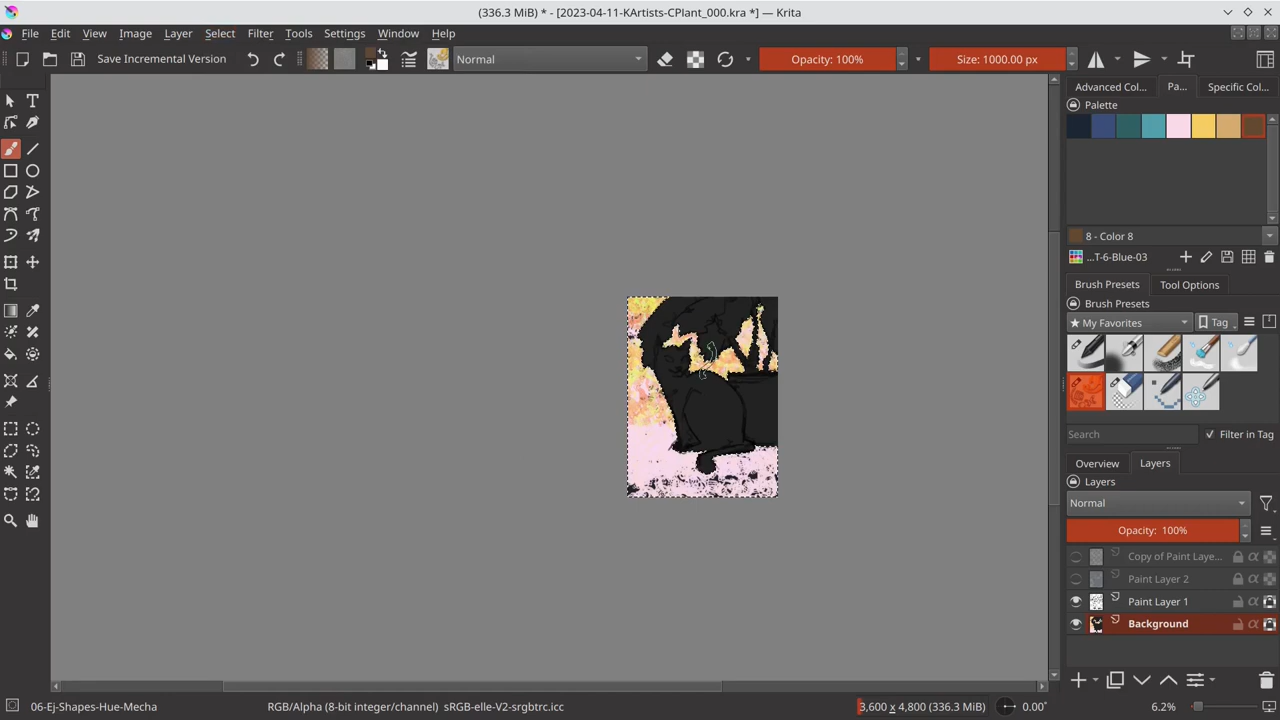 (336.3 MiB) * - [2023-04-11-KArtists-CPlant_000.kra *] — Krita
File Edit View Image Layer Select Filter Tools Settings Window Help
Save Incremental Version Normal Opacity: 100% Size: 1000.00 px
Advanced Col... Pa... Specific Col...
Palette
8 - Color 8
...T-6-Blue-03
Brush Presets Tool Options
Brush Presets
★ My Favorites Tag
Search Filter in Tag
Overview Layers
Layers
Normal
Opacity: 100%
Copy of Paint Laye...
Paint Layer 2
Paint Layer 1
Background
06-Ej-Shapes-Hue-Mecha RGB/Alpha (8-bit integer/channel) sRGB-elle-V2-srgbtrc.icc 3,600 x 4,800 (336.3 MiB) 0.00° 6.2%